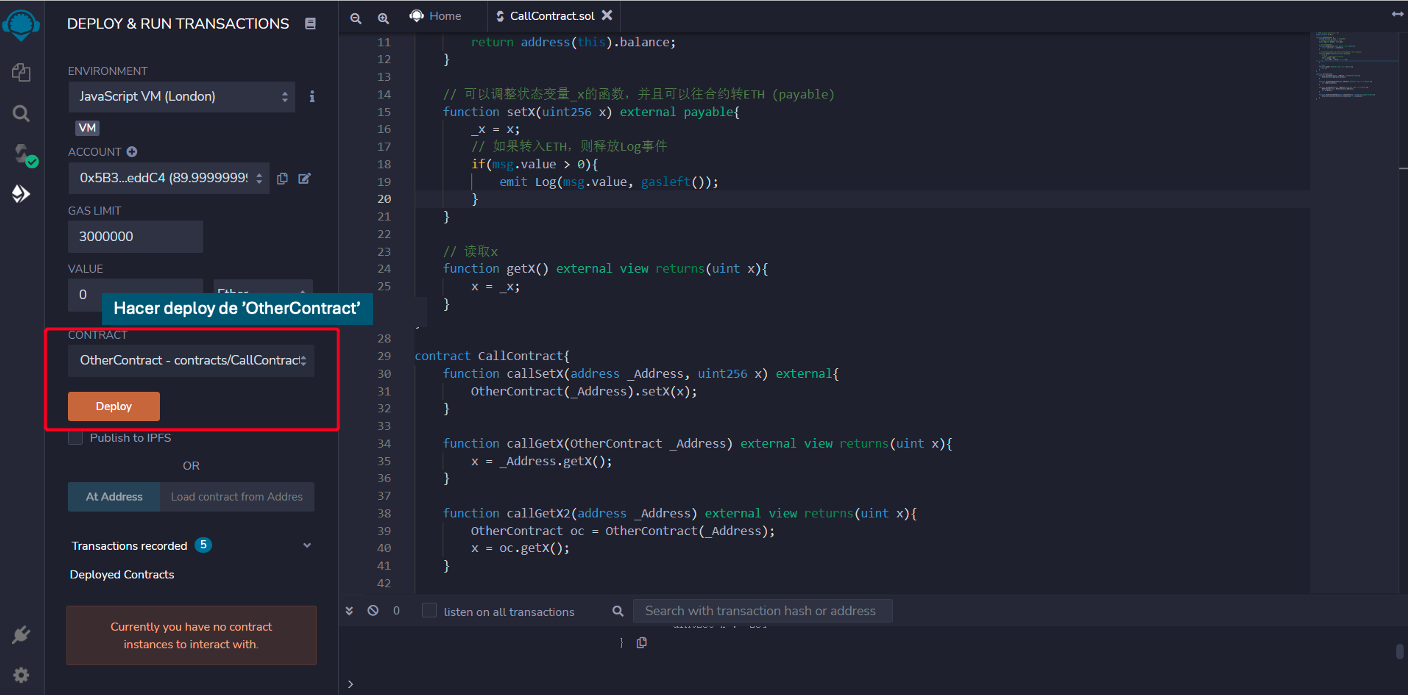 DEPLOY & RUN TRANSACTIONS
ENVIRONMENT
JavaScript VM (London)
VM
ACCOUNT
0x5B3...eddC4 (89.9999999
GAS LIMIT
3000000
VALUE
0
Ether
Hacer deploy de 'OtherContract'
CONTRACT
OtherContract - contracts/CallContract
Deploy
Publish to IPFS
OR
At Address
Load contract from Addres
Transactions recorded 5
Deployed Contracts
Currently you have no contract
instances to interact with.
Home
CallContract.sol
11 return address(this).balance;
12 }
13
14 // 可以调整状态变量_x的函数，并且可以往合约转ETH (payable)
15 function setX(uint256 x) external payable{
16 _x = x;
17 // 如果转入ETH，则释放Log事件
18 if(msg.value > 0){
19 emit Log(msg.value, gasleft());
20 }
21 }
22
23 // 读取x
24 function getX() external view returns(uint x){
25 x = _x;
}
28
29 contract CallContract{
30 function callSetX(address _Address, uint256 x) external{
31 OtherContract(_Address).setX(x);
32 }
33
34 function callGetX(OtherContract _Address) external view returns(uint x){
35 x = _Address.getX();
36 }
37
38 function callGetX2(address _Address) external view returns(uint x){
39 OtherContract oc = OtherContract(_Address);
40 x = oc.getX();
41 }
42
0
listen on all transactions
Search with transaction hash or address
}
>